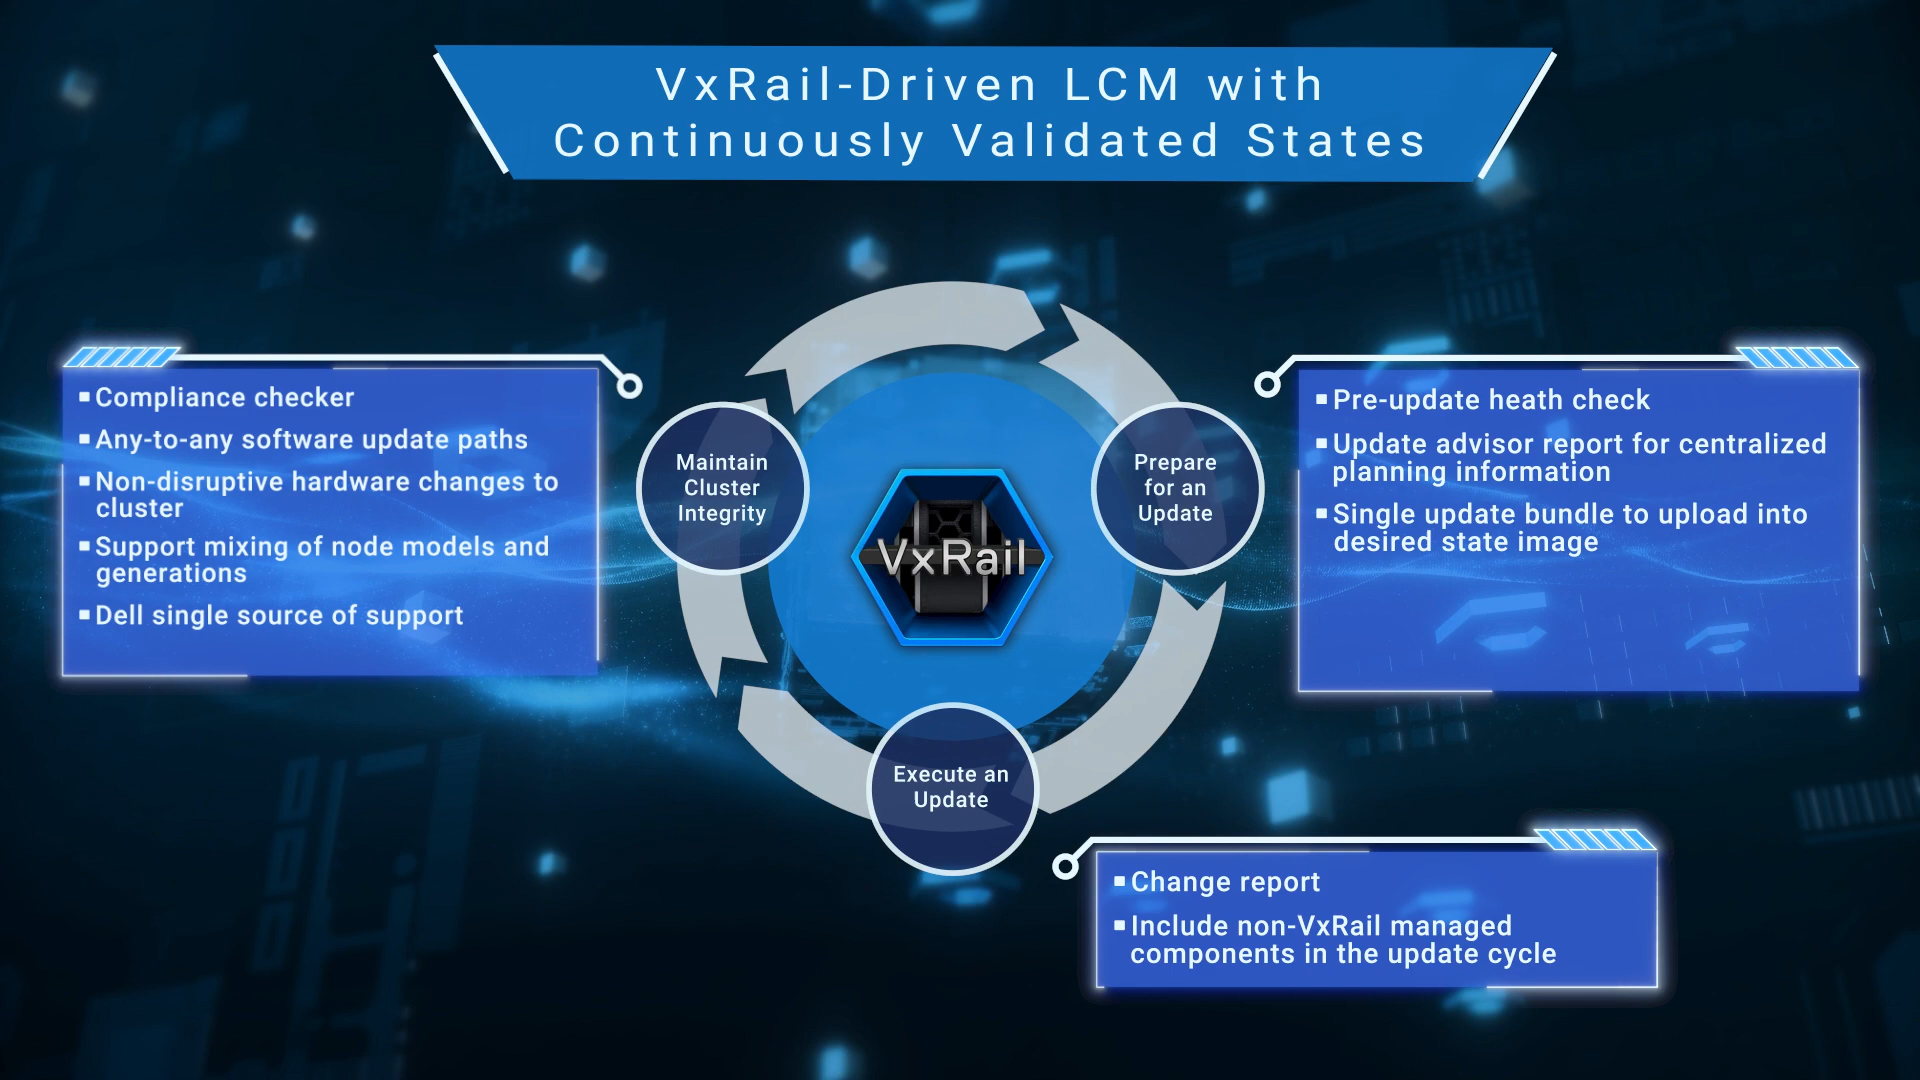 VxRail-Driven LCM with
Continuously Validated States
▪Compliance checker
▪Any-to-any software update paths
▪Non-disruptive hardware changes to
cluster
▪Support mixing of node models and
generations
▪Dell single source of support
Maintain
Cluster
Integrity
VxRail
Prepare
for an
Update
▪Pre-update heath check
▪Update advisor report for centralized
planning information
▪Single update bundle to upload into
desired state image
Execute an
Update
▪Change report
▪Include non-VxRail managed
components in the update cycle